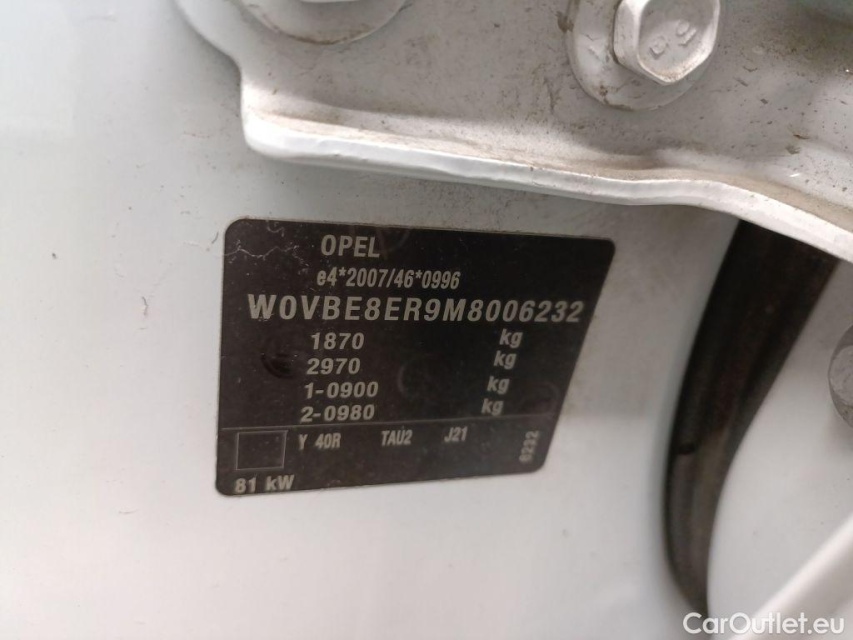 OPEL
e4*2007/46*0996
W0VBE8ER9M8006232
1870 kg
2970 kg
1-0900 kg
2-0980 kg
Y 40R TAU2 J21
6232
81 kW
CarOutlet.eu